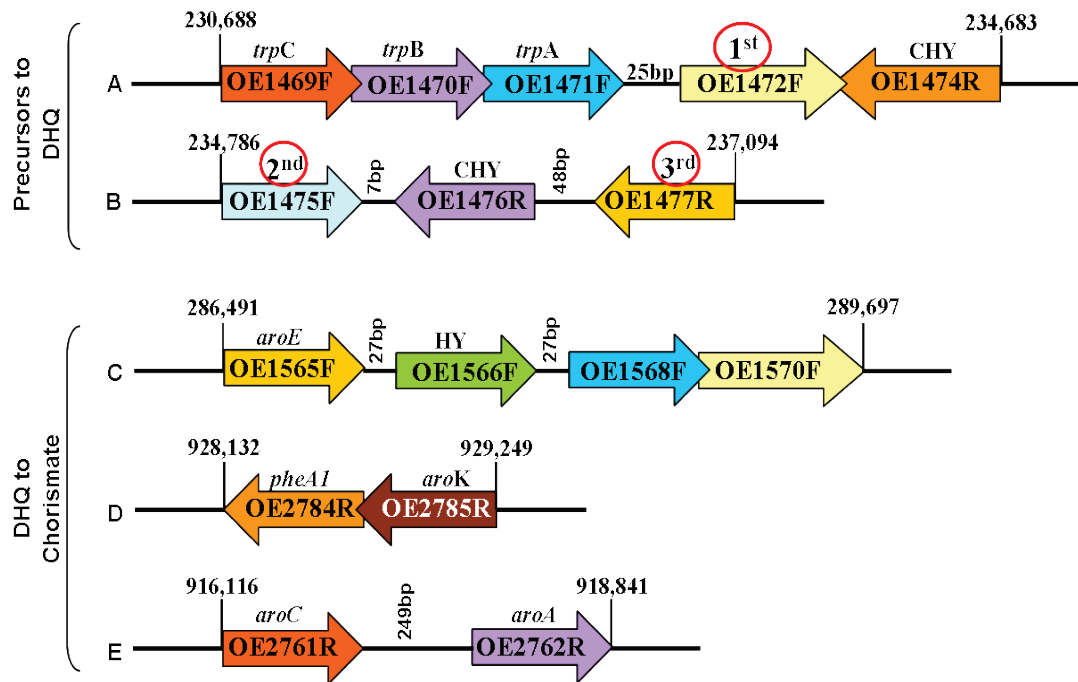 Precursors to
DHQ
230,688 234,683
trpC trpB trpA 1st CHY
A OE1469F OE1470F OE1471F 25bp OE1472F OE1474R
234,786 237,094
2nd CHY 3rd
B OE1475F 7bp OE1476R 48bp OE1477R
DHQ to
Chorismate
286,491 289,697
aroE HY
C OE1565F 27bp OE1566F 27bp OE1568F OE1570F
928,132 929,249
pheA1 aroK
D OE2784R OE2785R
916,116 918,841
aroC 249bp aroA
E OE2761R OE2762R